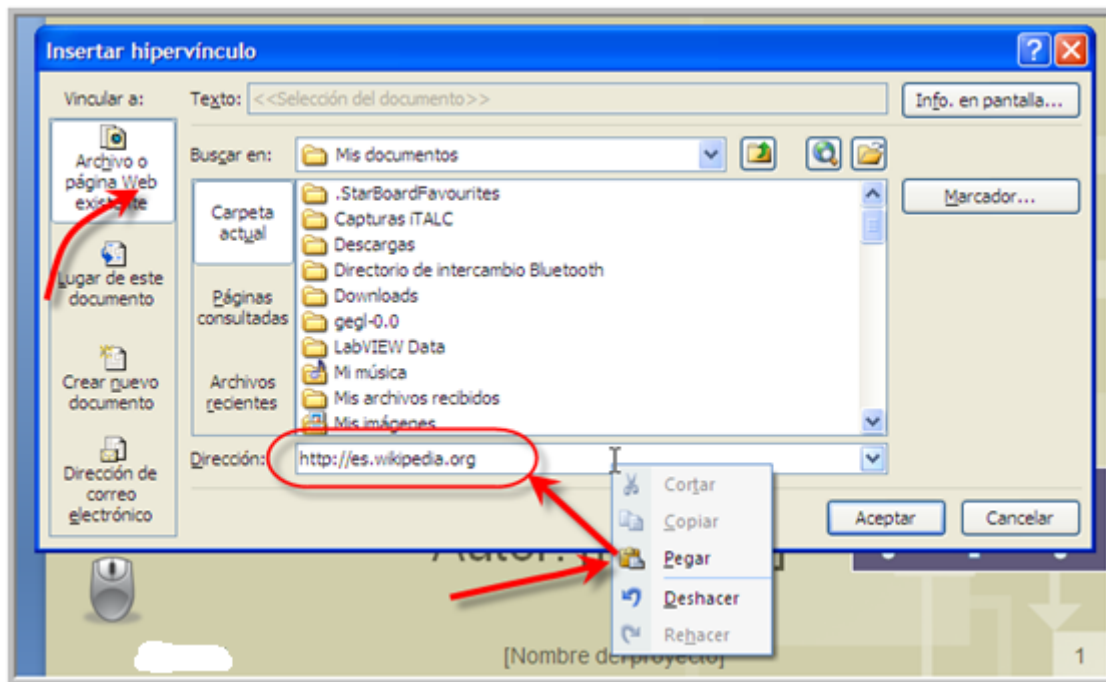 Insertar hipervínculo
Vincular a:
Texto: <<Selección del documento>>
Info. en pantalla...
Archivo o
página Web
existente
Buscar en:
Mis documentos
Carpeta
actual
.StarBoardFavourites
Capturas iTALC
Descargas
Directorio de intercambio Bluetooth
Downloads
gegl-0.0
LabVIEW Data
Mi música
Mis archivos recibidos
Mis imágenes
Marcador...
Lugar de este
documento
Páginas
consultadas
Crear nuevo
documento
Archivos
recientes
Dirección de
correo
electrónico
Dirección:
http://es.wikipedia.org
Cortar
Copiar
Pegar
Deshacer
Rehacer
Aceptar
Cancelar
Autor:
[Nombre del proyecto]
1